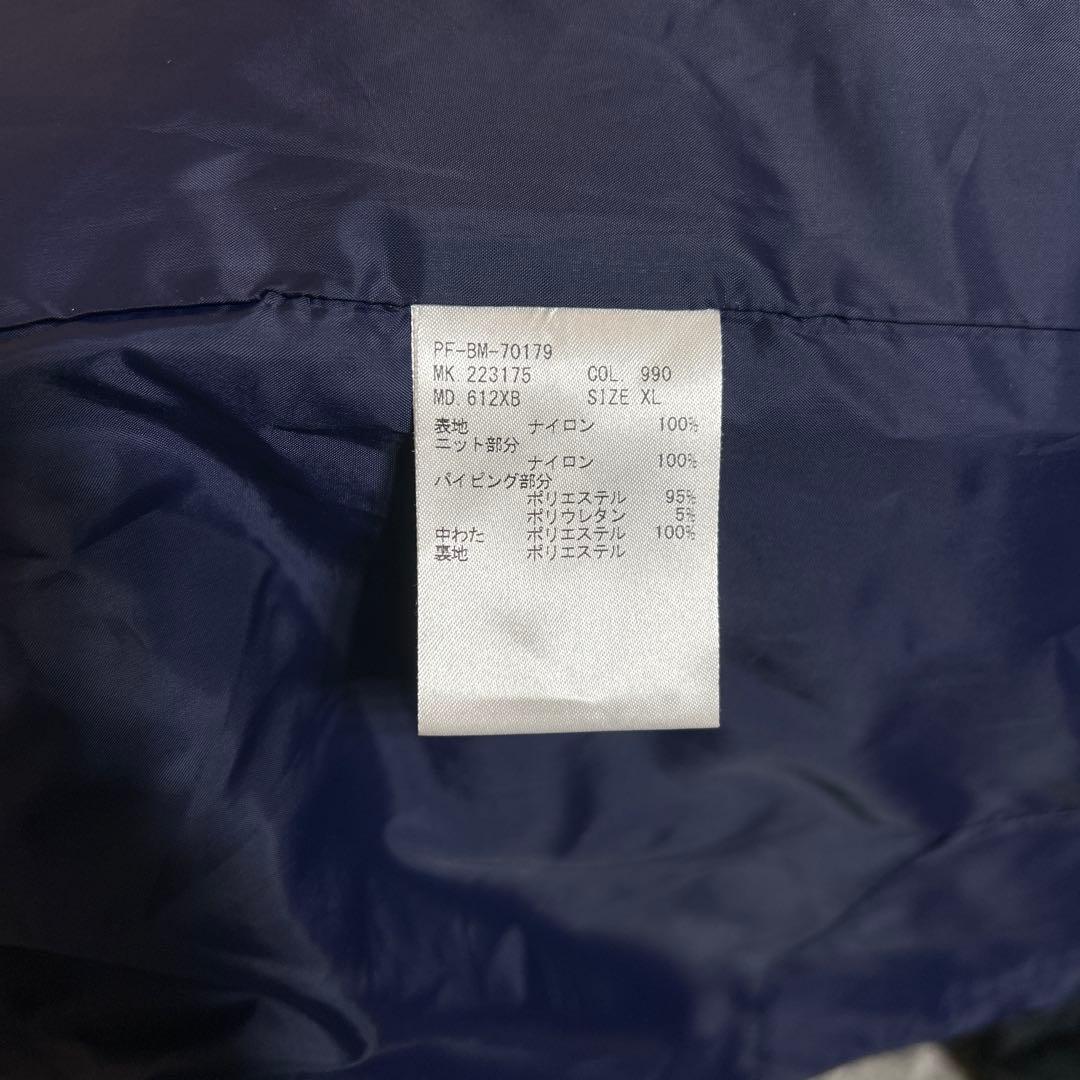 PF-BM-70179
MK. 223175 COL. 990
MD. 612XB SIZE XL
表地 ナイロン 100%
ニット部分
ナイロン 100%
パイピング部分
ポリエステル 95%
ポリウレタン 5%
中わた ポリエステル 100%
裏地 ポリエステル